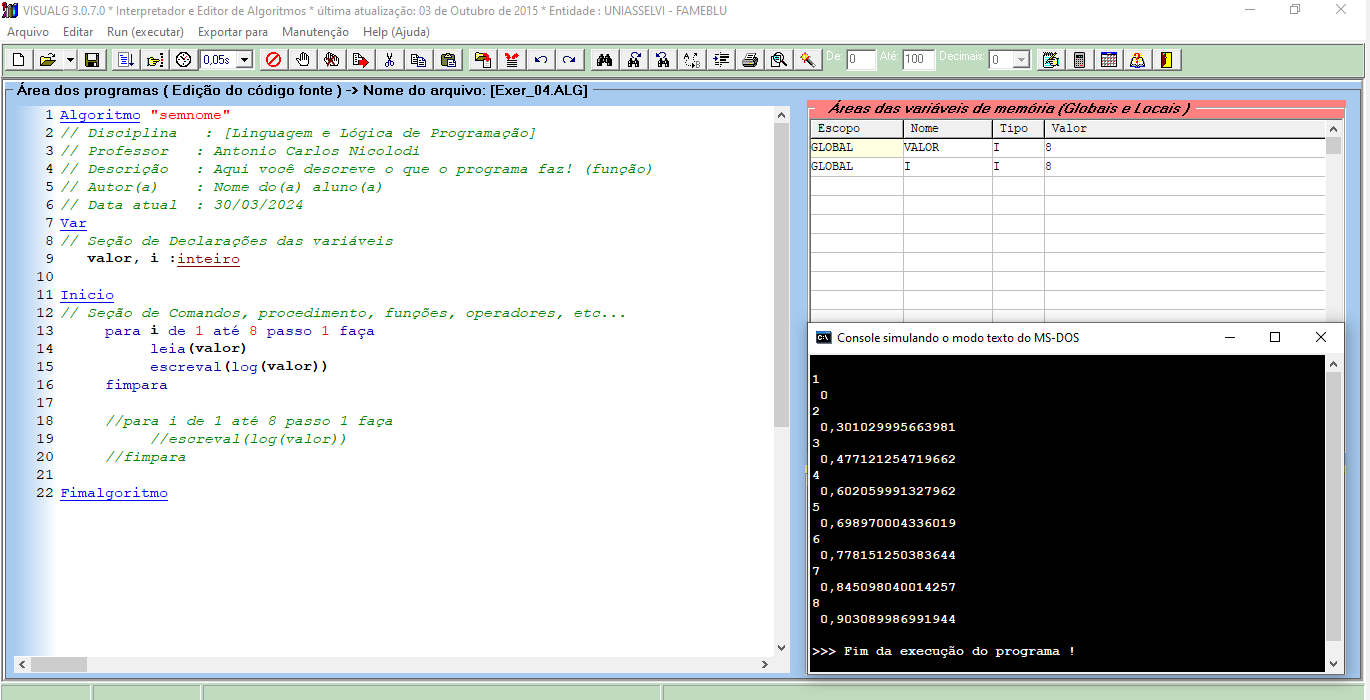 VISUALG 3.0.7.0 * Interpretador e Editor de Algoritmos * última atualização: 03 de Outubro de 2015 * Entidade : UNIASSELVI - FAMEBLU
Arquivo Editar Run (executar) Exportar para Manutenção Help (Ajuda)
0,05s De: 0 Até: 100 Decimais: 0
Área dos programas ( Edição do código fonte ) -> Nome do arquivo: [Exer_04.ALG]
1 Algoritmo "semnome"
2 // Disciplina   : [Linguagem e Lógica de Programação]
3 // Professor   : Antonio Carlos Nicolodi
4 // Descrição   : Aqui você descreve o que o programa faz! (função)
5 // Autor(a)    : Nome do(a) aluno(a)
6 // Data atual  : 30/03/2024
7 Var
8 // Seção de Declarações das variáveis
9    valor, i :inteiro
10
11 Inicio
12 // Seção de Comandos, procedimento, funções, operadores, etc...
13      para i de 1 até 8 passo 1 faça
14           leia(valor)
15           escreval(log(valor))
16      fimpara
17
18      //para i de 1 até 8 passo 1 faça
19           //escreval(log(valor))
20      //fimpara
21
22 Fimalgoritmo
Áreas das variáveis de memória (Globais e Locais )
Escopo Nome Tipo Valor
GLOBAL VALOR I 8
GLOBAL I I 8
Console simulando o modo texto do MS-DOS
1
0
2
0,301029995663981
3
0,477121254719662
4
0,602059991327962
5
0,698970004336019
6
0,778151250383644
7
0,845098040014257
8
0,903089986991944
>>> Fim da execução do programa !